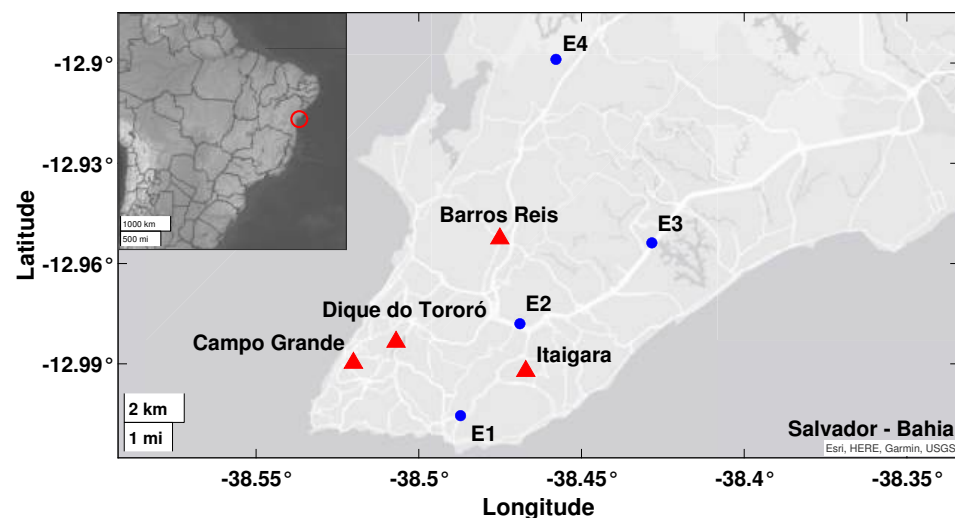 E4
-12.9°
-12.93°
1000 km
500 mi
Barros Reis
E3
Latitude
-12.96°
Dique do Tororó
E2
Campo Grande
Itaigara
-12.99°
2 km
1 mi
E1
Salvador - Bahia
Esri, HERE, Garmin, USGS
-38.55°
-38.5°
-38.45°
-38.4°
-38.35°
Longitude